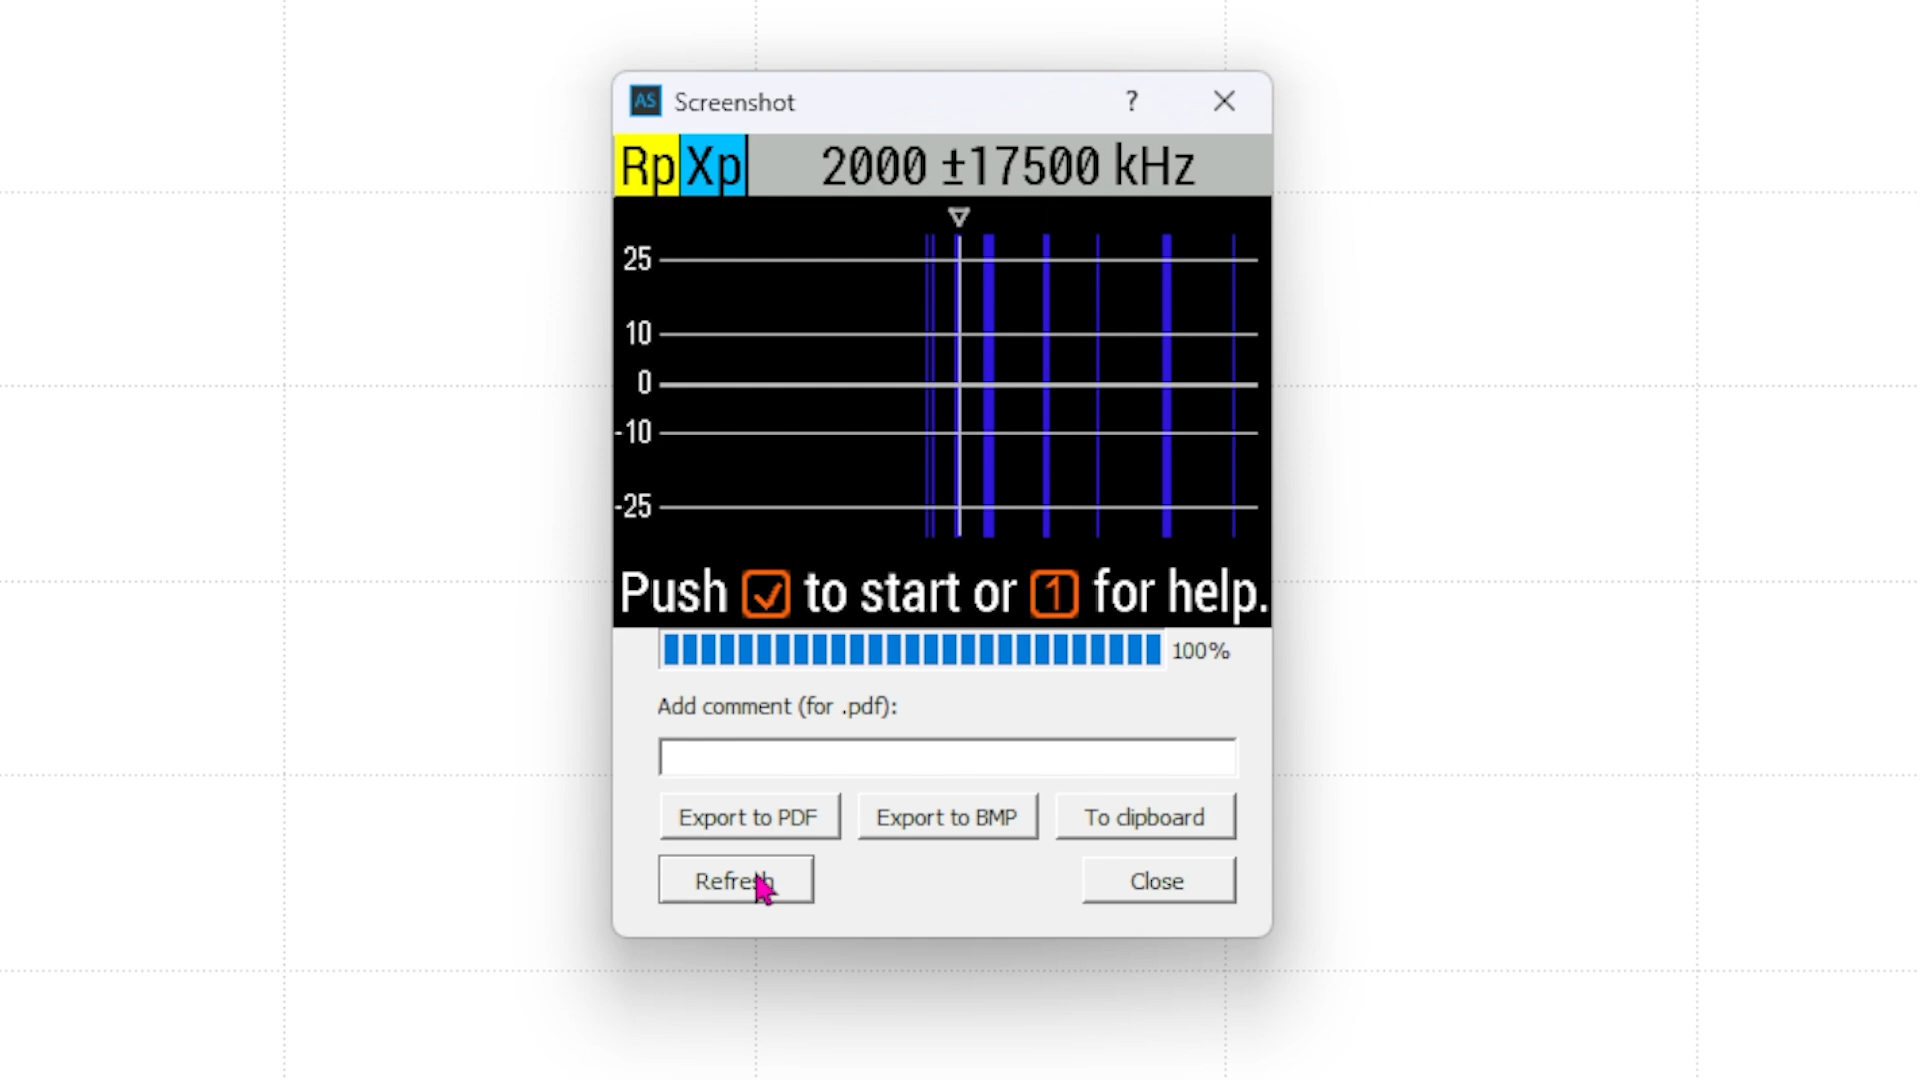 AS Screenshot ?
Rp Xp 2000 ±17500 kHz
25
10
0
-10
-25
Push to start or 1 for help.
100%
Add comment (for .pdf):
Export to PDF Export to BMP To clipboard
Refresh Close